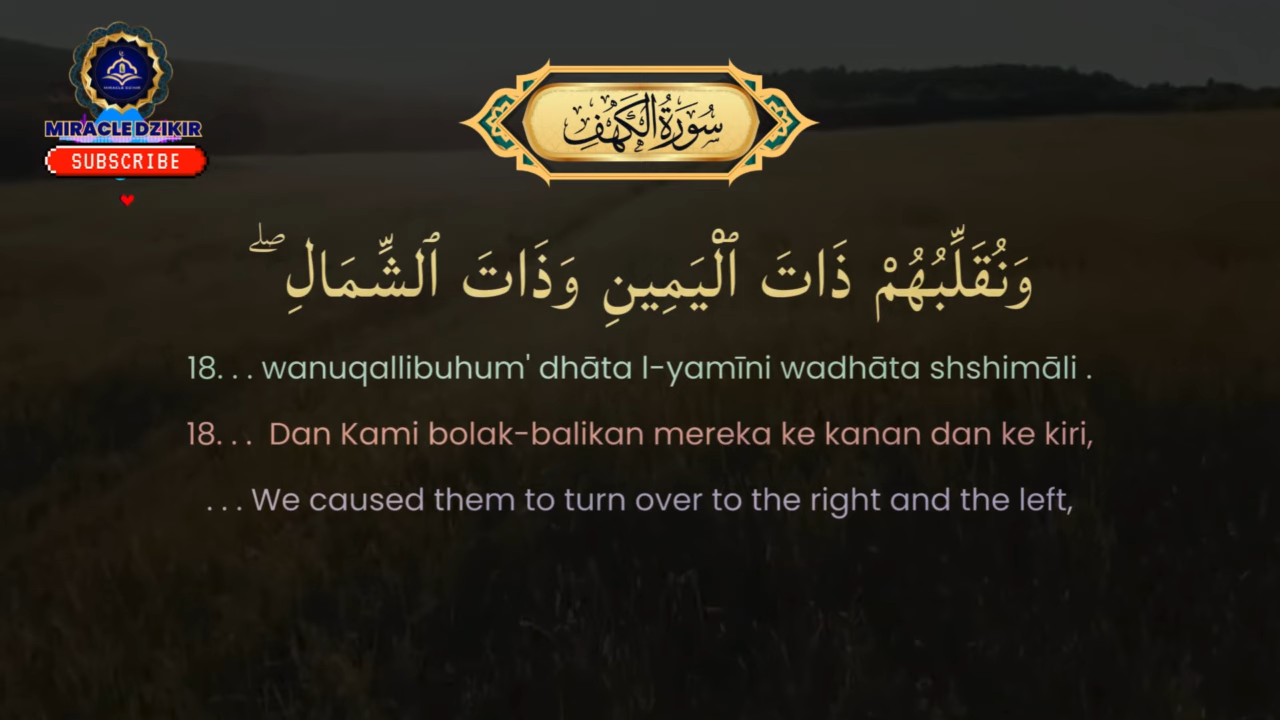 MIRACLE DZIKIR
SUBSCRIBE
سُورَةُ الكَهْفِ
وَنُقَلِّبُهُمْ ذَاتَ ٱلْيَمِينِ وَذَاتَ ٱلشِّمَالِ ۖ
18. . . wanuqallibuhum' dhāta l-yamīni wadhāta shshimāli .
18. . . Dan Kami bolak-balikan mereka ke kanan dan ke kiri,
. . . We caused them to turn over to the right and the left,